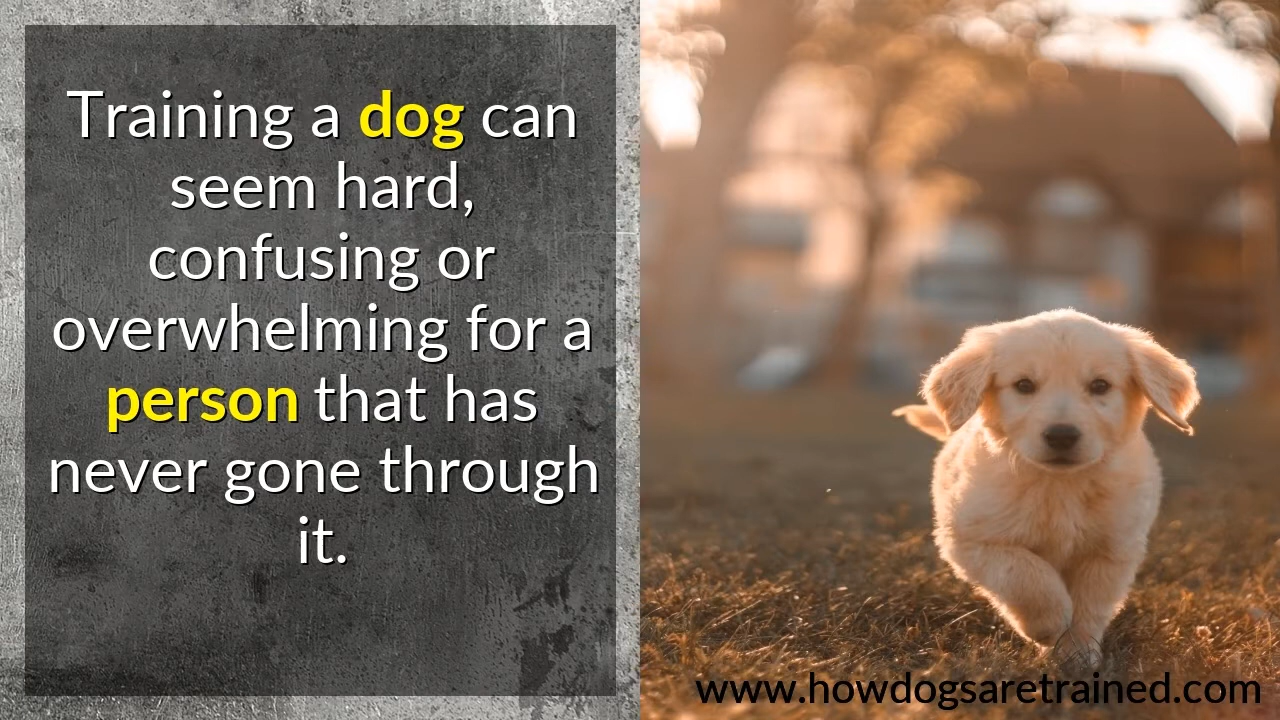 Training a dog can
seem hard,
confusing or
overwhelming for a
person that has
never gone through
it.
www.howdogsaretrained.com